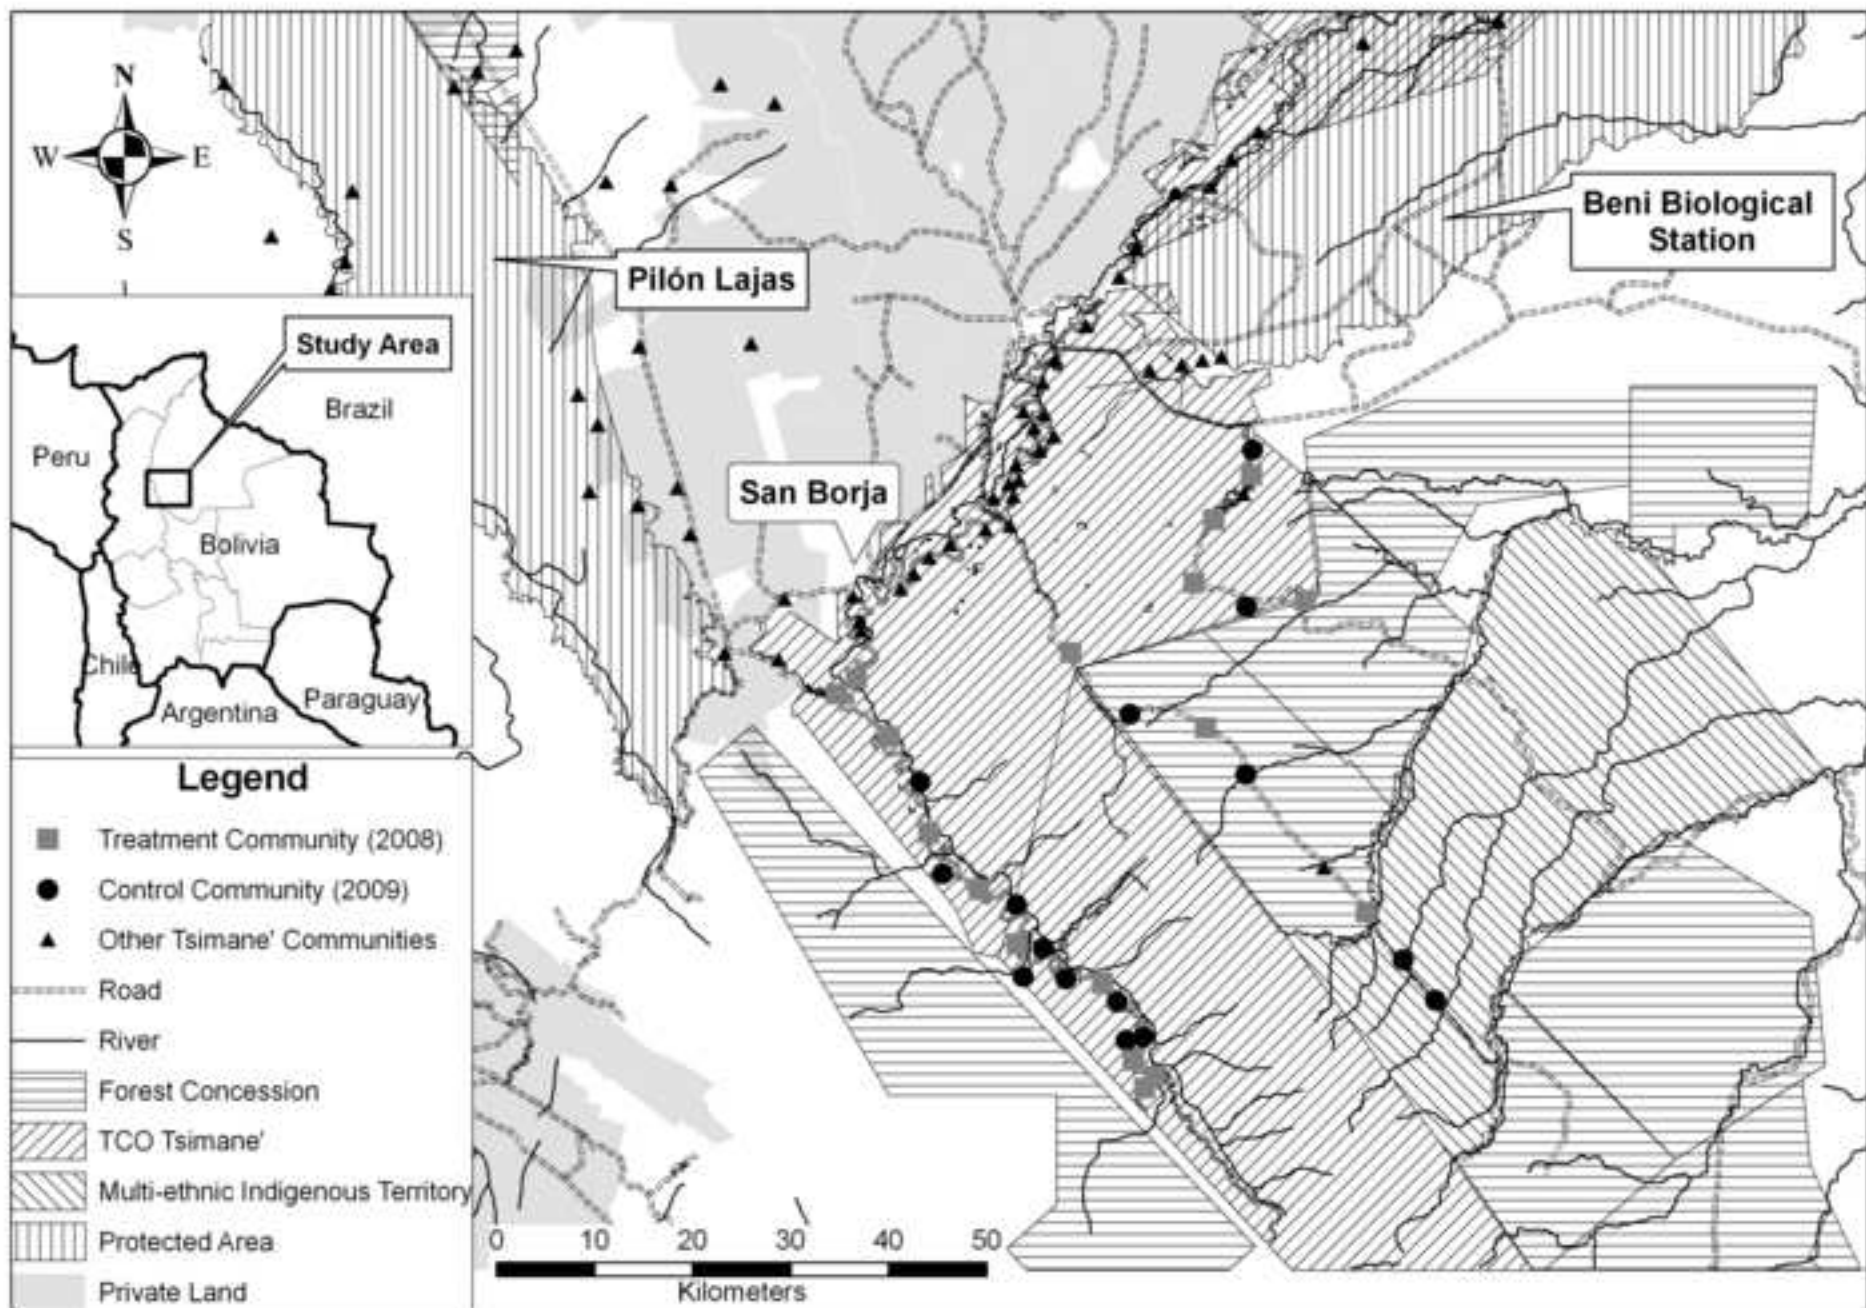 N
W E
S
Beni Biological
Station
Pilón Lajas
Study Area
Brazil
Peru
San Borja
Bolivia
Chile
Paraguay
Argentina
Legend
Treatment Community (2008)
Control Community (2009)
Other Tsimane' Communities
Road
River
Forest Concession
TCO Tsimane'
Multi-ethnic Indigenous Territory
Protected Area
Private Land
0 10 20 30 40 50
Kilometers